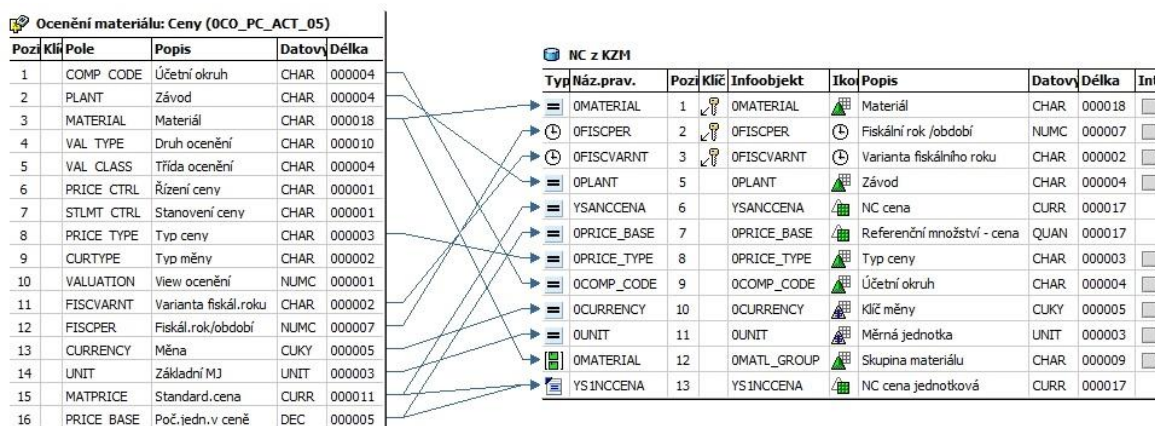 Ocenění materiálu: Ceny (0CO_PC_ACT_05)
Pozi Klíč Pole Popis Datový Délka
1 COMP CODE Účetní okruh CHAR 000004
2 PLANT Závod CHAR 000004
3 MATERIAL Materiál CHAR 000018
4 VAL TYPE Druh ocenění CHAR 000010
5 VAL CLASS Třída ocenění CHAR 000004
6 PRICE CTRL Řízení ceny CHAR 000001
7 STLMT CTRL Stanovení ceny CHAR 000001
8 PRICE TYPE Typ ceny CHAR 000003
9 CURTYPE Typ měny CHAR 000002
10 VALUATION View ocenění NUMC 000001
11 FISCVARNT Varianta fiskál.roku CHAR 000002
12 FISCPER Fiskál.rok/období NUMC 000007
13 CURRENCY Měna CUKY 000005
14 UNIT Základní MJ UNIT 000003
15 MATPRICE Standard.cena CURR 000011
16 PRICE BASE Poč.jedn.v ceně DEC 000005
NC z KZM
Typ Náz.prav. Pozi Klíč Infoobjekt Iko Popis Datový Délka Int
0MATERIAL 1 0MATERIAL Materiál CHAR 000018
0FISCPER 2 0FISCPER Fiskální rok /období NUMC 000007
0FISCVARNT 3 0FISCVARNT Varianta fiskálního roku CHAR 000002
0PLANT 5 0PLANT Závod CHAR 000004
YSANCCENA 6 YSANCCENA NC cena CURR 000017
0PRICE_BASE 7 0PRICE_BASE Referenční množství - cena QUAN 000017
0PRICE_TYPE 8 0PRICE_TYPE Typ ceny CHAR 000003
0COMP_CODE 9 0COMP_CODE Účetní okruh CHAR 000004
0CURRENCY 10 0CURRENCY Klíč měny CUKY 000005
0UNIT 11 0UNIT Měrná jednotka UNIT 000003
0MATERIAL 12 0MATL_GROUP Skupina materiálu CHAR 000009
YS1NCCENA 13 YS1NCCENA NC cena jednotková CURR 000017